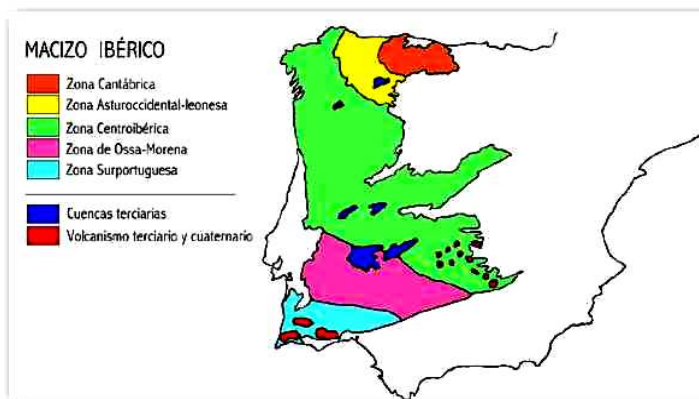 MACIZO IBÉRICO
Zona Cantábrica
Zona Asturoccidental-leonesa
Zona Centroibérica
Zona de Ossa-Morena
Zona Surportuguesa
Cuencas terciarias
Volcanismo terciario y cuaternario